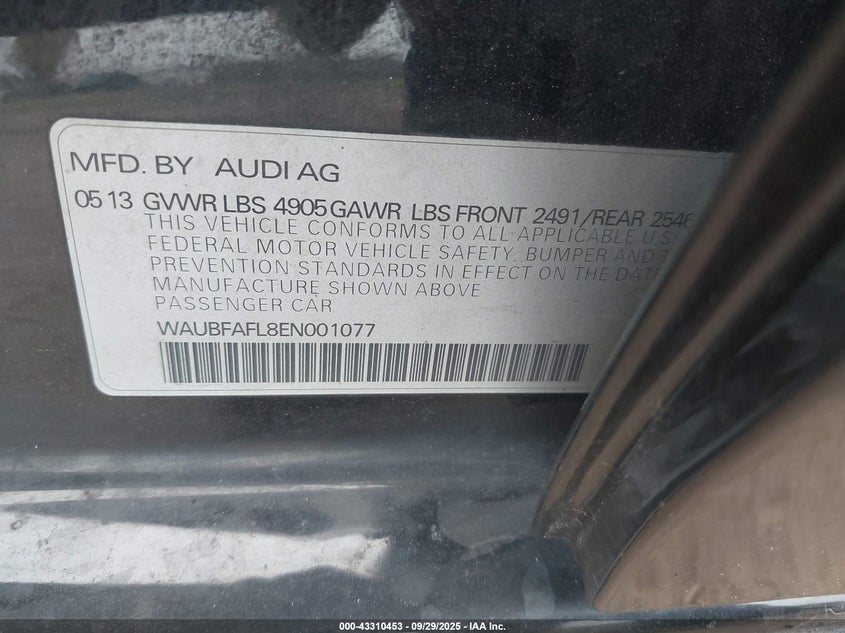 MFD. BY AUDI AG
05 13 GVWR LBS 4905 GAWR LBS FRONT 2491/REAR 2546
THIS VEHICLE CONFORMS TO ALL APPLICABLE U.S
FEDERAL MOTOR VEHICLE SAFETY, BUMPER AND
PREVENTION STANDARDS IN EFFECT ON THE DATE
MANUFACTURE SHOWN ABOVE
PASSENGER CAR
WAUBFAFL8EN001077
000-43310453 - 09/29/2025 - IAA Inc.